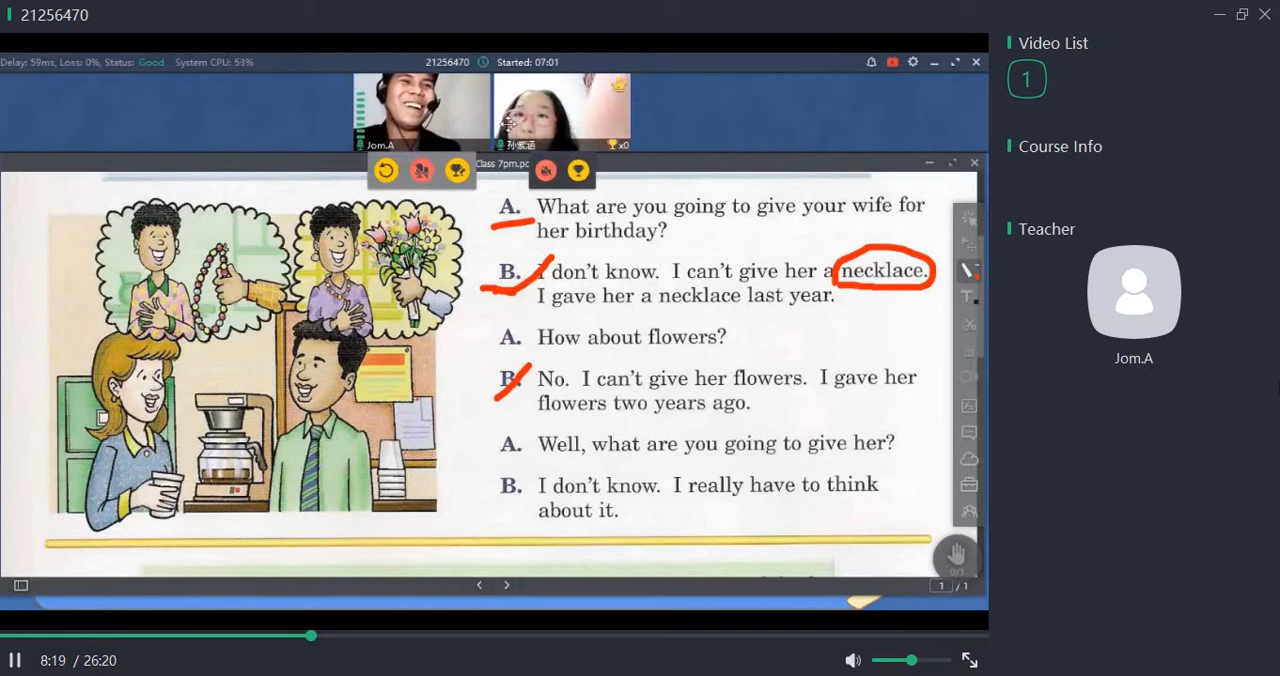 21256470
Delay: 59ms, Loss: 0%, Status: Good System CPU: 53% 21256470 Started: 07:01
Jom.A
孙紫涵
x0
Class 7pm.pc
A. What are you going to give your wife for
her birthday?
B. I don't know. I can't give her a necklace.
I gave her a necklace last year.
A. How about flowers?
B. No. I can't give her flowers. I gave her
flowers two years ago.
A. Well, what are you going to give her?
B. I don't know. I really have to think
about it.
0/1
1 / 1
8:19 / 26:20
Video List
1
Course Info
Teacher
Jom.A